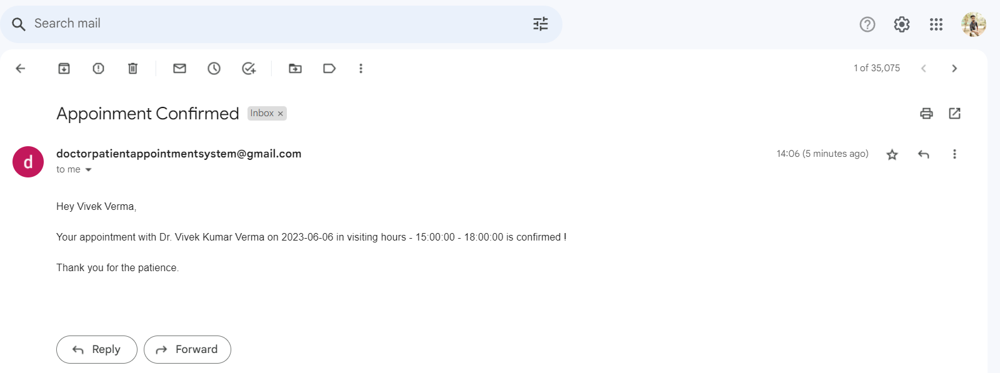 Search mail
1 of 35,075
Appoinment Confirmed Inbox ×
d
doctorpatientappointmentsystem@gmail.com 14:06 (5 minutes ago)
to me
Hey Vivek Verma,
Your appointment with Dr. Vivek Kumar Verma on 2023-06-06 in visiting hours - 15:00:00 - 18:00:00 is confirmed !
Thank you for the patience.
Reply Forward